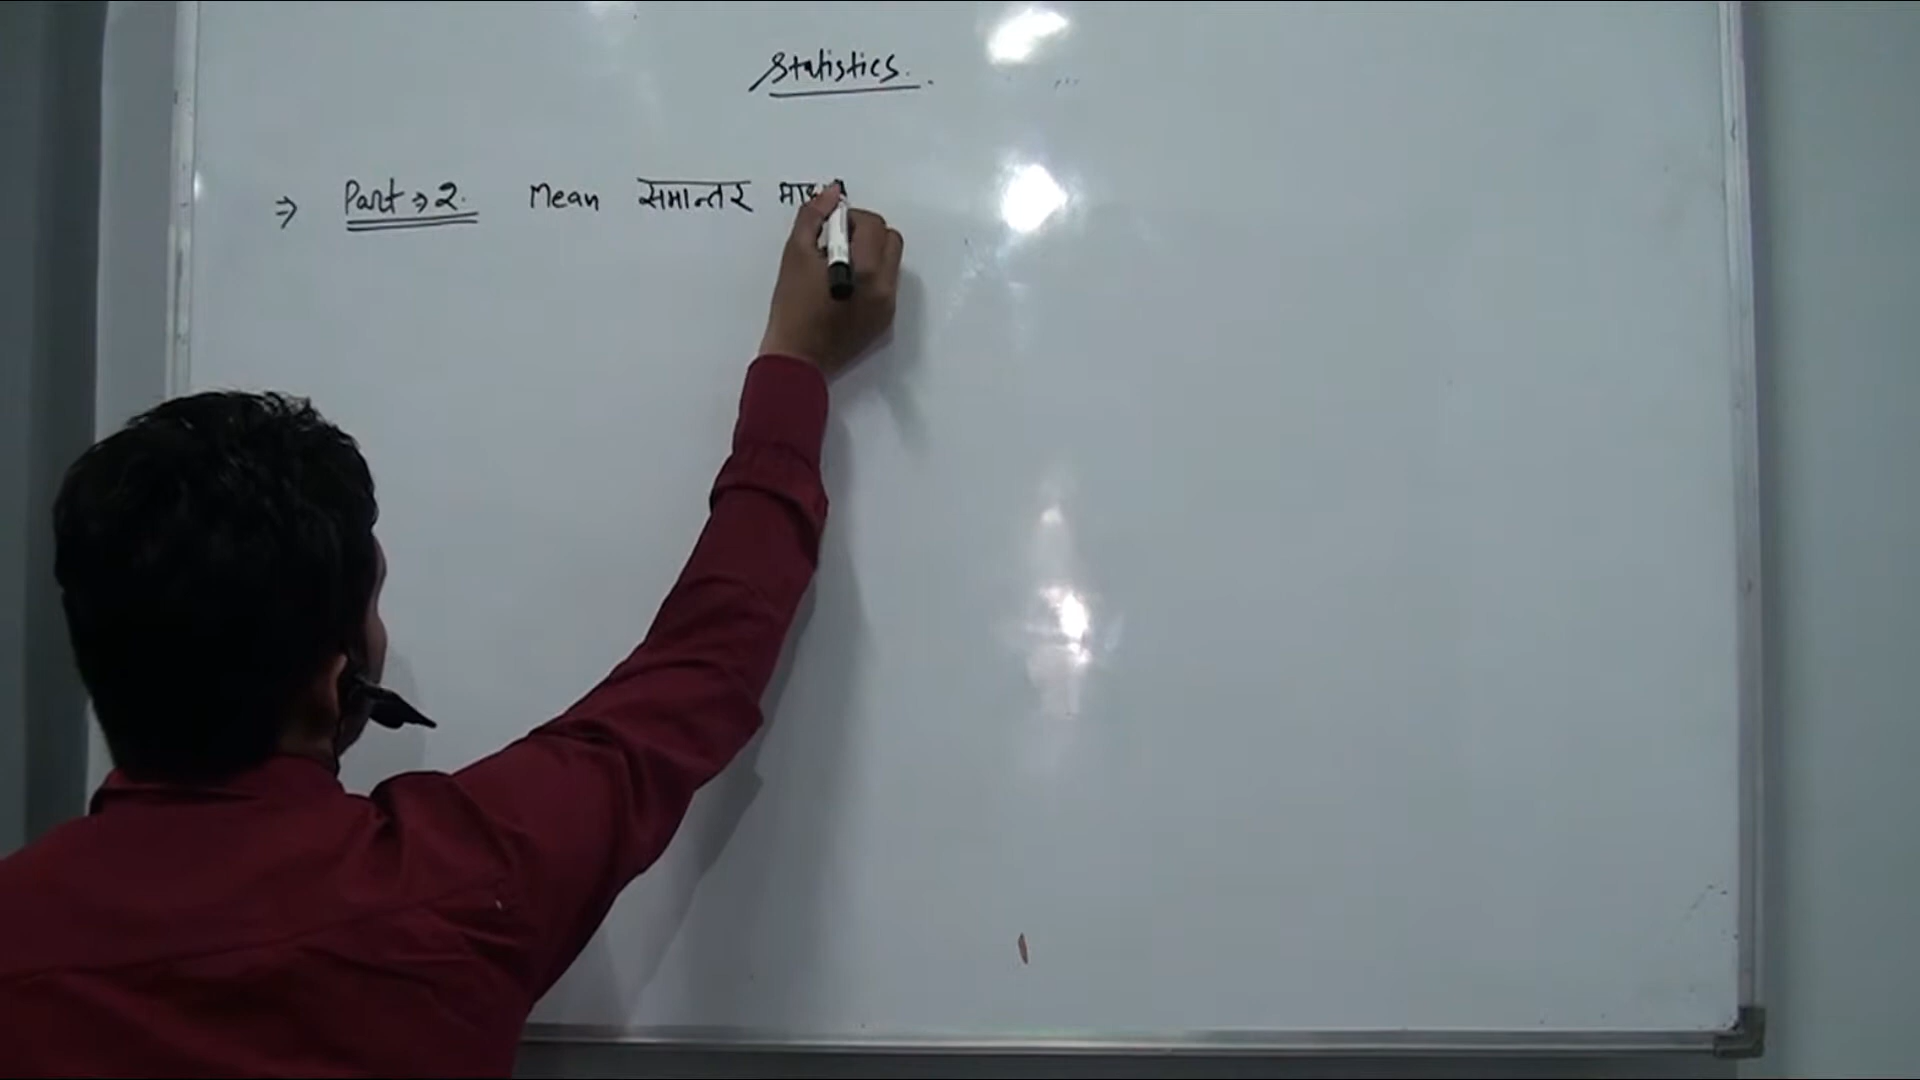 Statistics.
⇒ Part → 2. Mean समान्तर